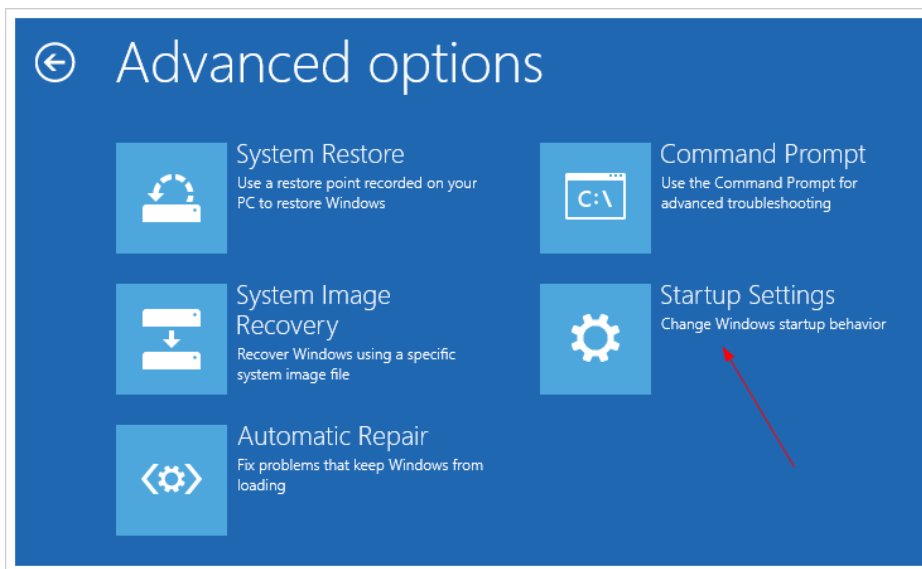 Advanced options
System Restore
Use a restore point recorded on your
PC to restore Windows
Command Prompt
Use the Command Prompt for
advanced troubleshooting
C:\
System Image
Recovery
Recover Windows using a specific
system image file
Startup Settings
Change Windows startup behavior
Automatic Repair
Fix problems that keep Windows from
loading